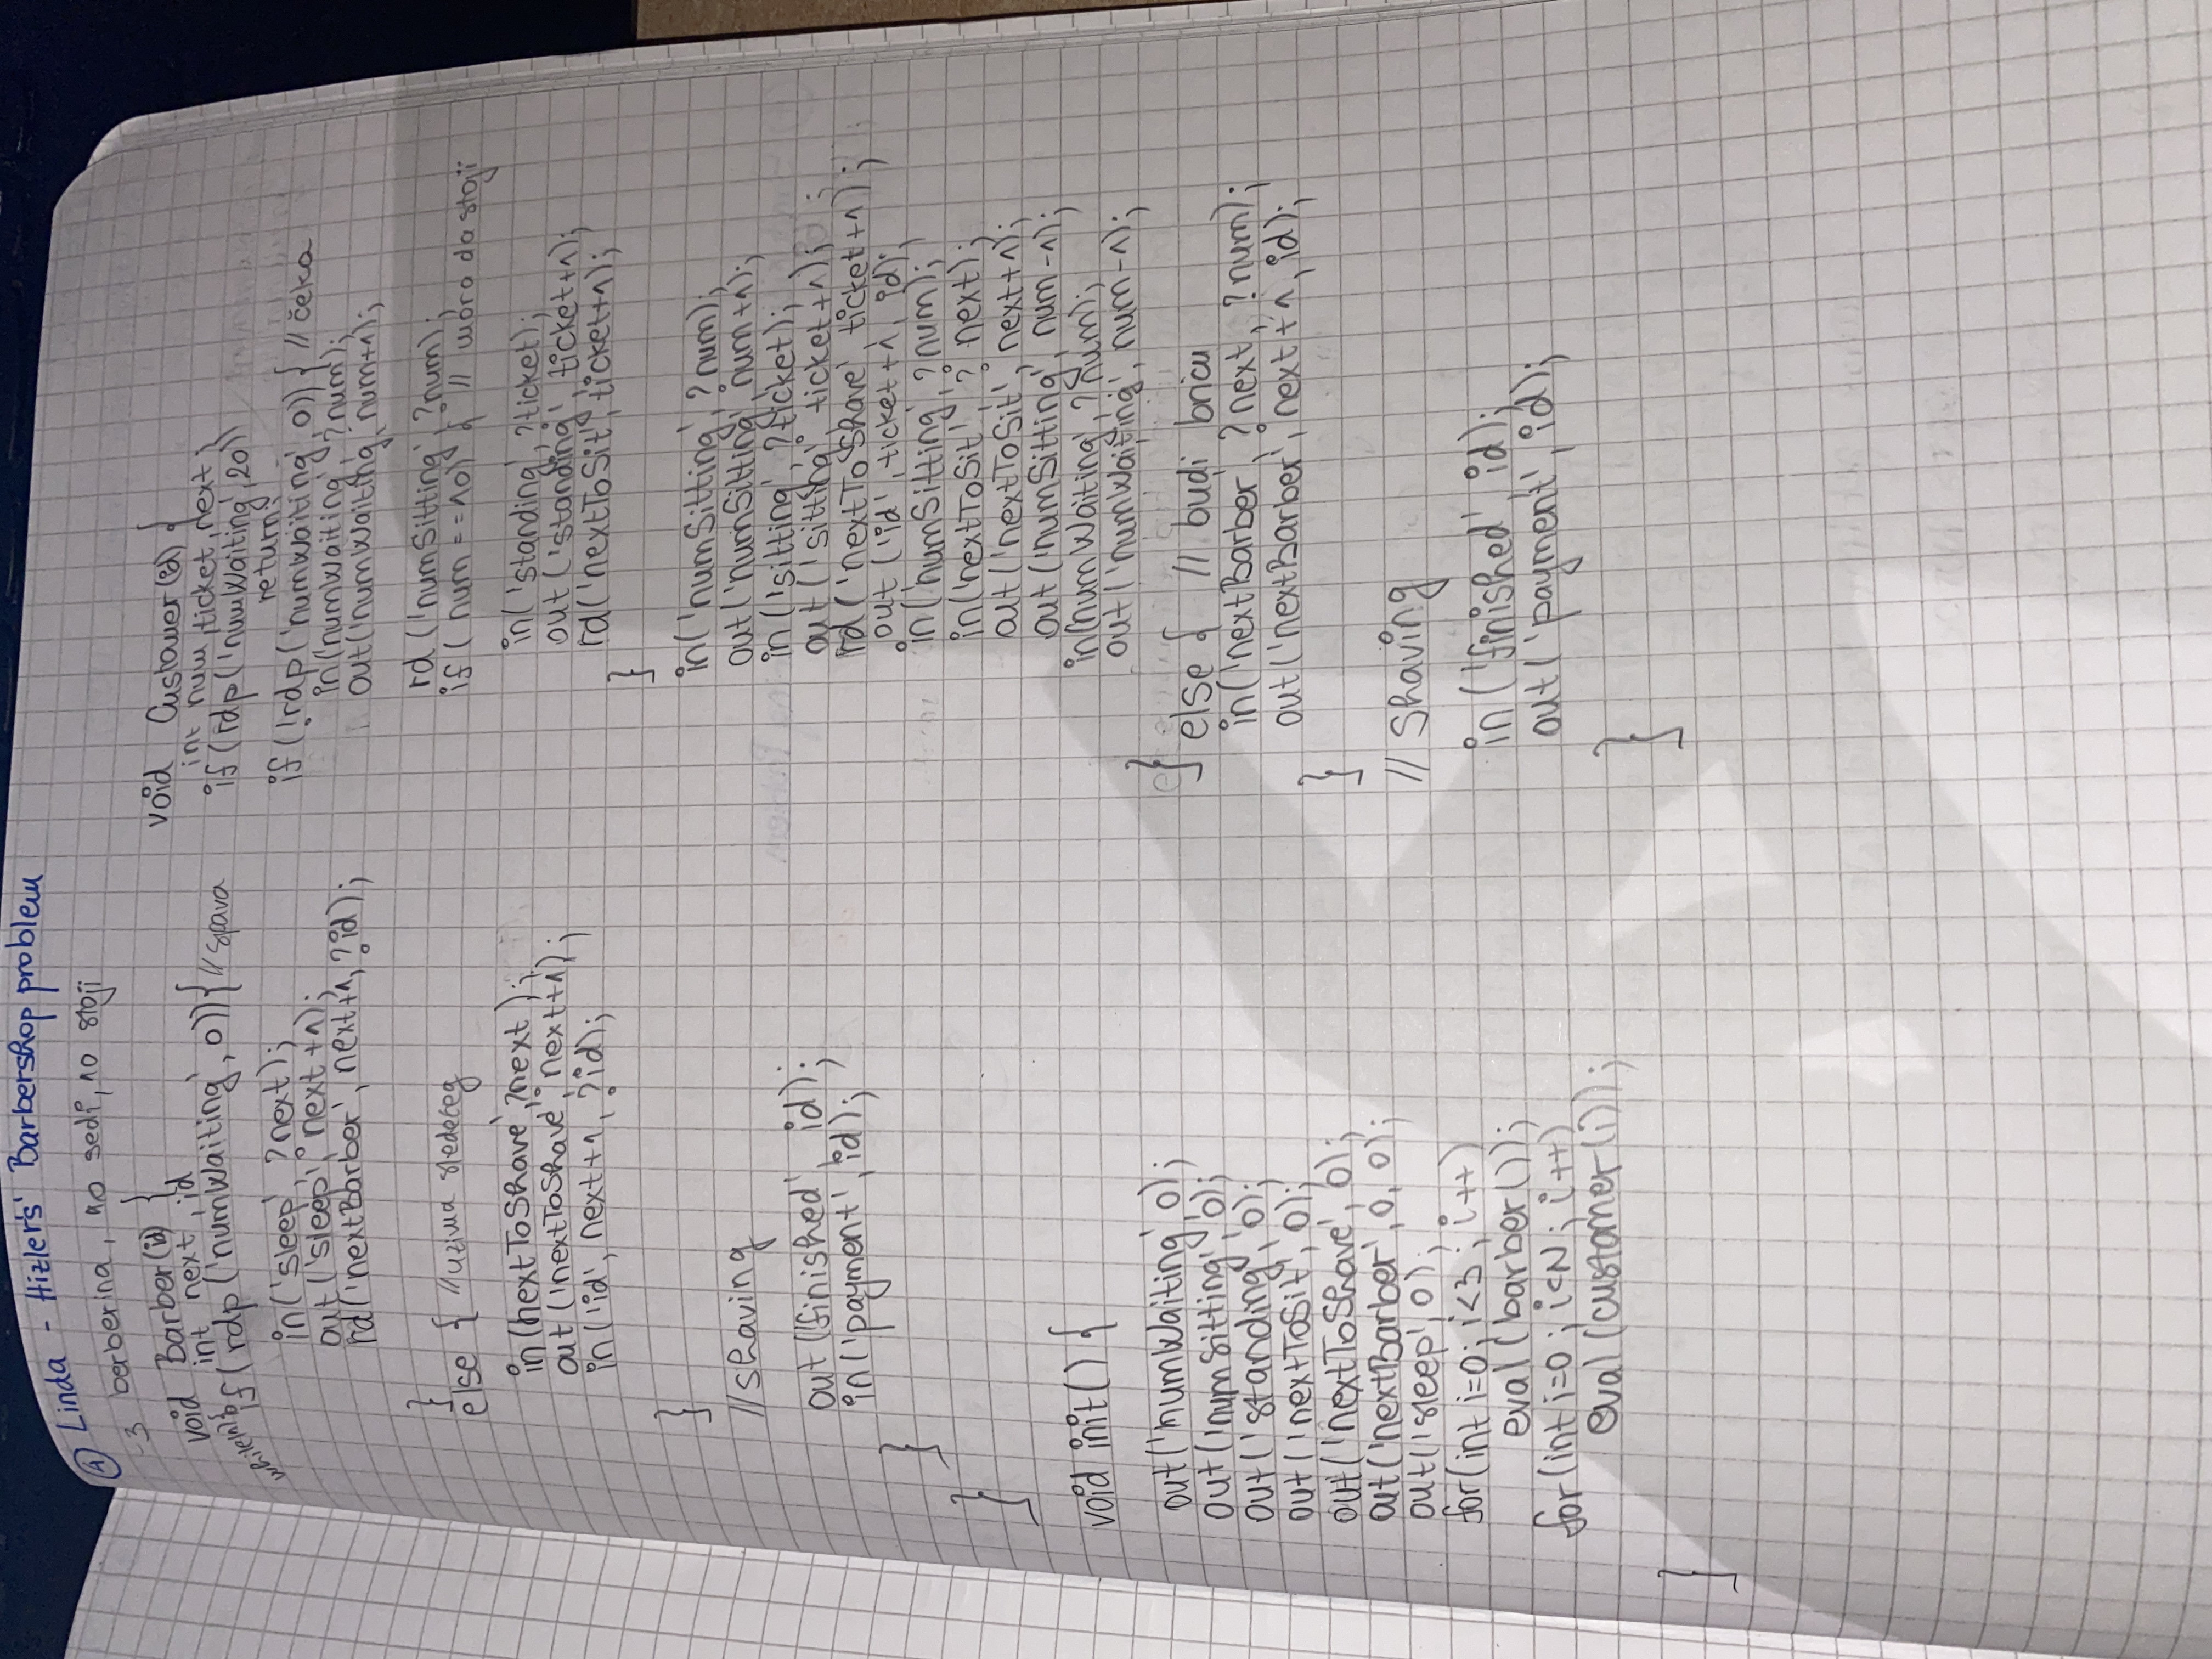 ④ Linda - Hizler's' Barbershop problem
-3 berberina, 10 sedi, 10 stoji
void Barber(id) {
int next, id
while(1){
if(rdp('numWaiting', 0)){ //spava
in('sleep', ?next);
out('sleep', next+1);
rd('nextBarber', next+1, ?id);
}
else { //uzima sledeceg
in(nextToShave', ?next);
out('nextToShave', next+1);
in('id', next+1, ?id);
}
//shaving
out('finished', id);
in('payment', id);
}
}
void init() {
out('numWaiting', 0);
out('numSitting', 0);
out('standing', 0);
out('nextToSit', 0);
out('nextToShave', 0);
out('nextBarber', 0, 0);
out('sleep', 0);
for(int i=0; i<3; i++)
eval(barber());
for(int i=0; i<N; i++)
eval(customer(i));
}
void Customer(id) {
int num, ticket, next;
if(rdp('numWaiting', 20))
return;
if(!rdp('numWaiting', 0)) { // čeka
in('numWaiting', ?num);
out('numWaiting, num+1);
rd('numSitting', ?num);
if(num==10) { // mora da stoji
in('standing', ?ticket);
out('standing', ticket+1);
rd('nextToSit', ticket+1);
}
in('numSitting', ?num);
out('numSitting', num+1);
in('sitting', ?ticket);
out('sitting', ticket+1);
rd('nextToShave', ticket+1);
out('id', ticket+1, id);
in('numSitting', ?num);
in('nextToSit', ? next);
out('nextToSit', next+1);
out('numSitting', num-1);
in(numWaiting', ?num);
out('numWaiting', num-1);
}
else { // budi bricu
in('nextBarber', ?next, ?num);
out('nextBarber', next+1, id);
}
// Shaving
in('finished', id);
out('payment', id);
}